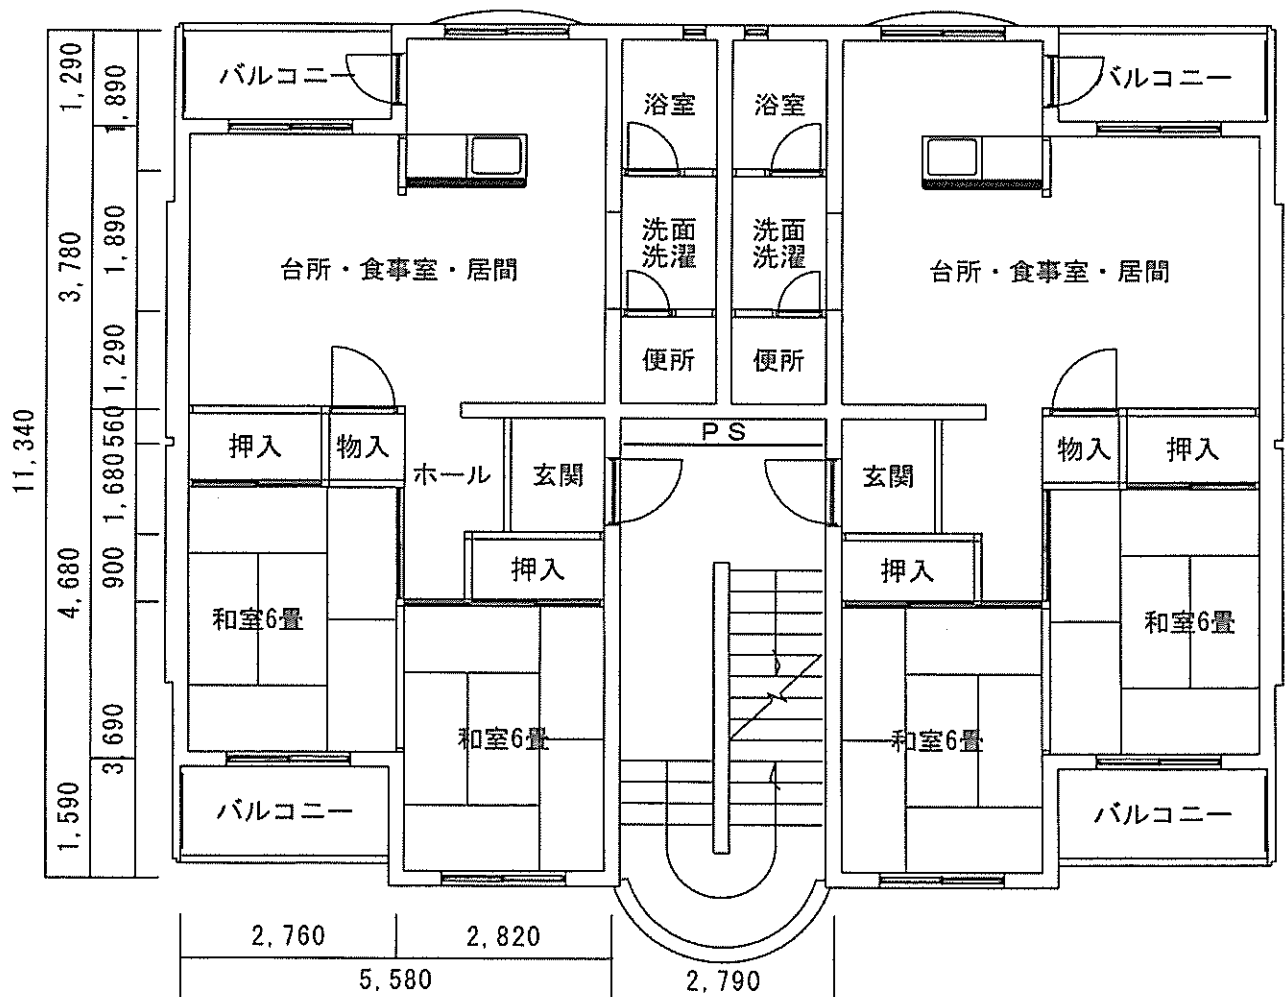 1,290
1,890
バルコニー
浴室
浴室
バルコニー
3,780
1,890
洗面
洗濯
洗面
洗濯
台所・食事室・居間
台所・食事室・居間
1,290
便所
便所
11,340
560
PS
押入
物入
ホール
玄関
玄関
物入
押入
1,680
4,680
900
押入
押入
和室6畳
和室6畳
3,690
和室6畳
和室6畳
1,590
バルコニー
バルコニー
2,760
2,820
5,580
2,790